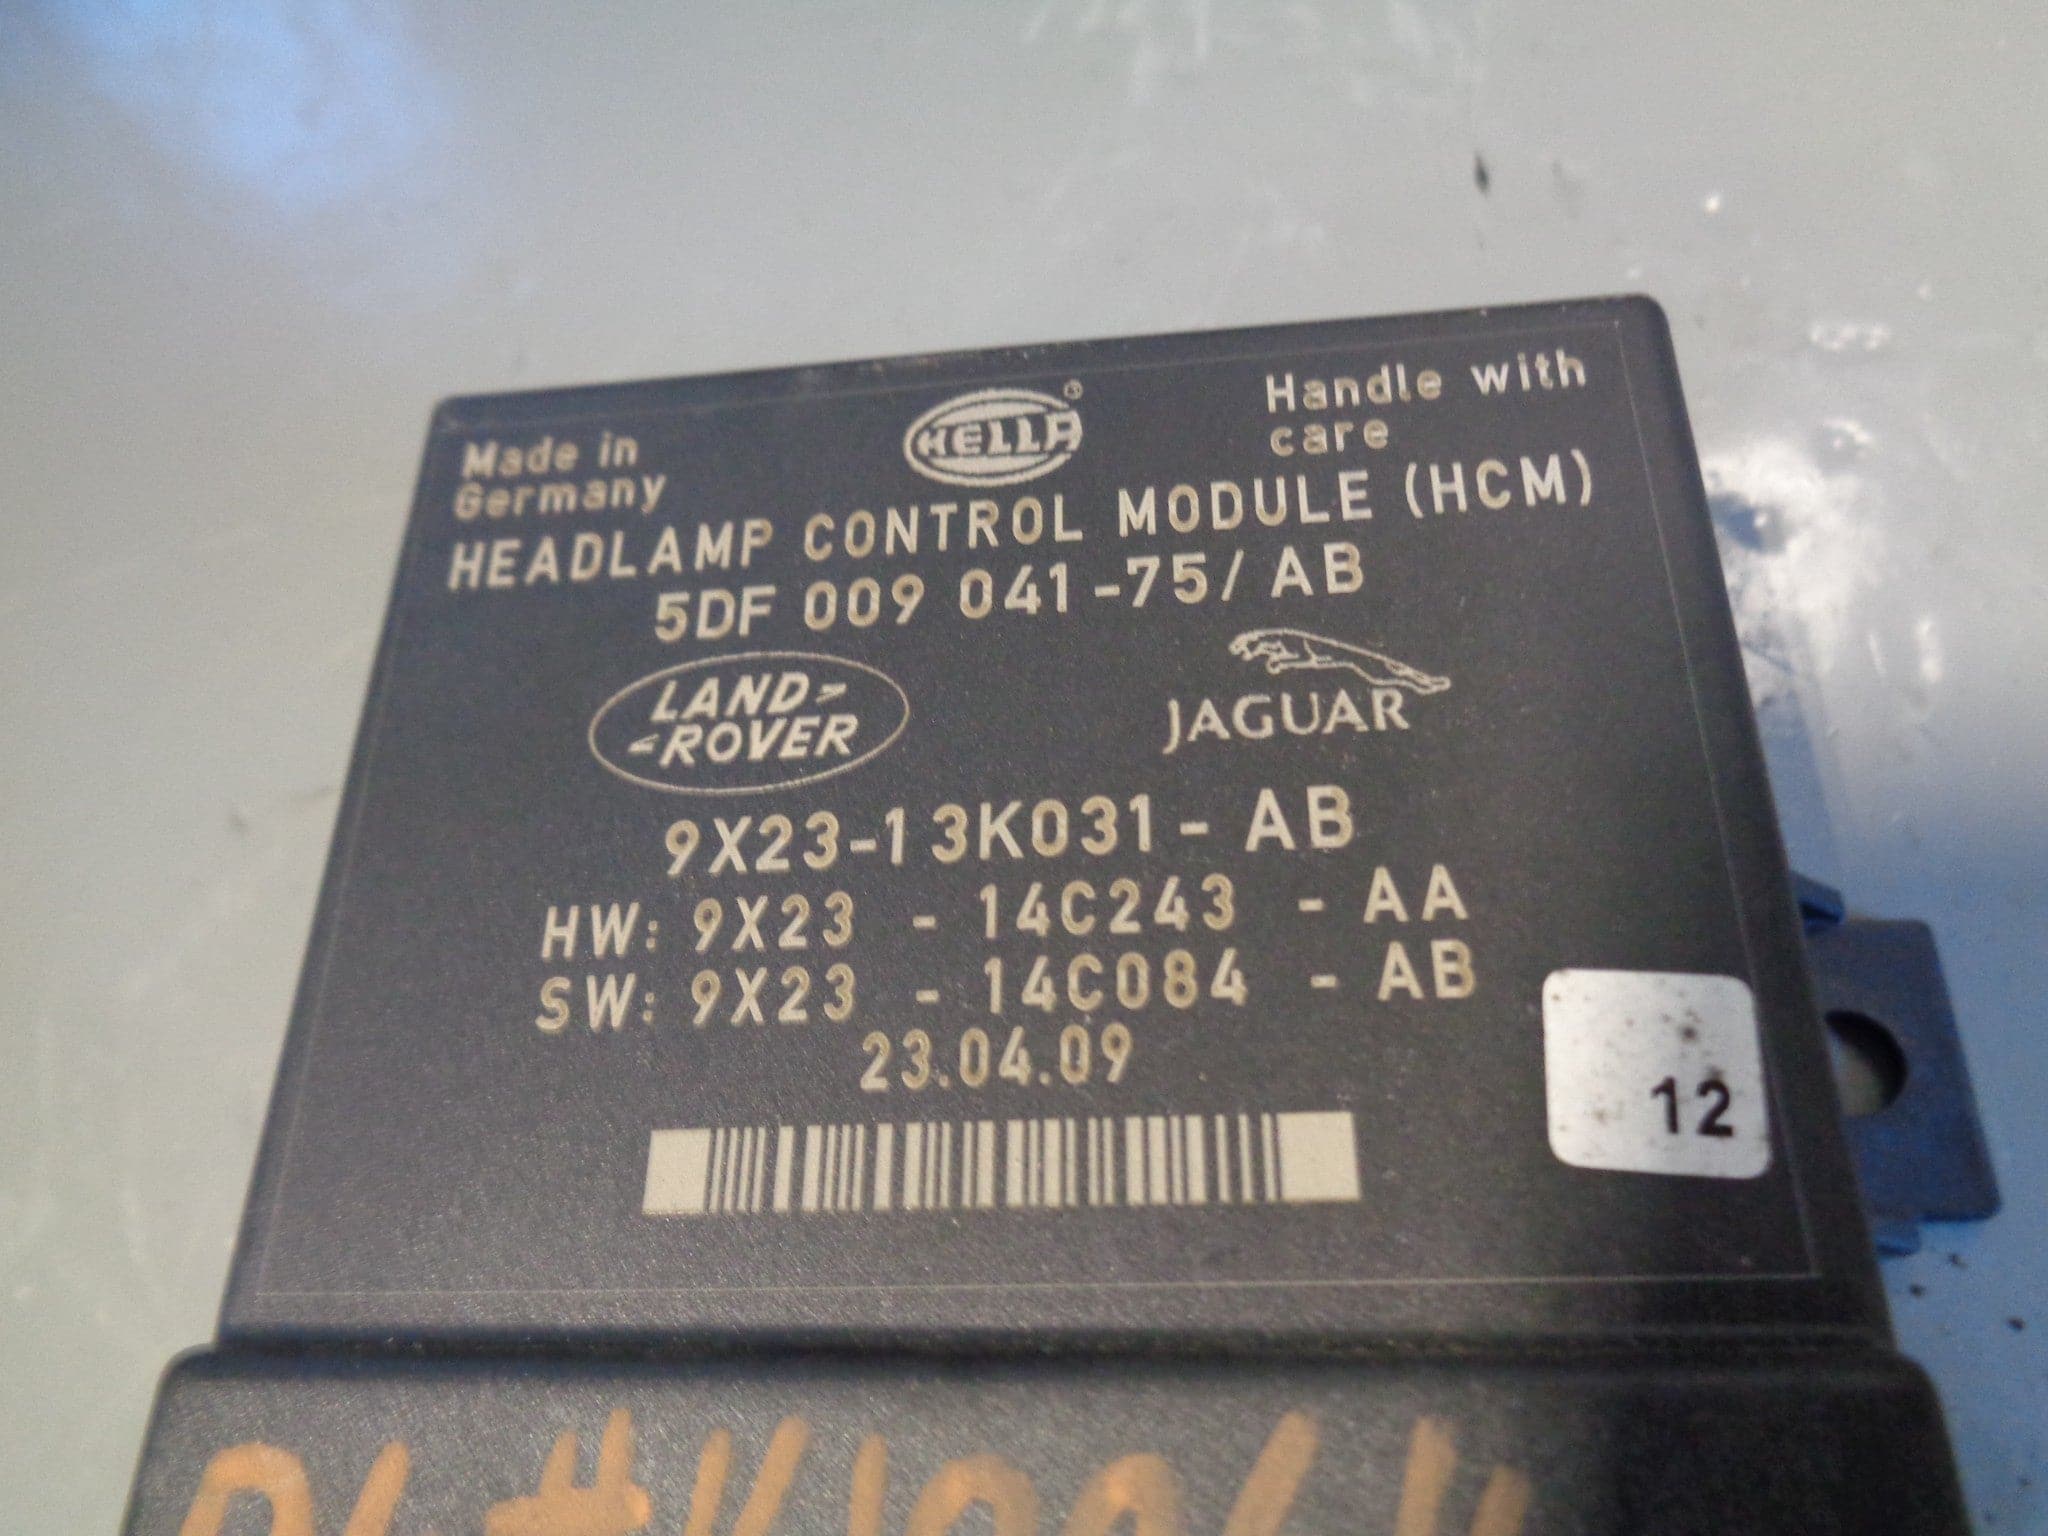 Made in
Germany
HELLA
®
Handle with
care
HEADLAMP CONTROL MODULE (HCM)
5DF 009 041-75/ AB
LAND
ROVER
JAGUAR
9X23-13K031- AB
HW: 9X23 - 14C243 - AA
SW: 9X23 - 14C084 - AB
23.04.09
12